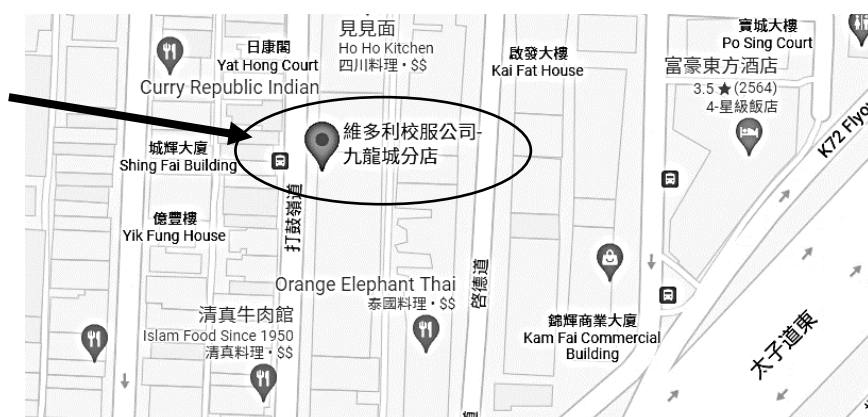 見見面
Ho Ho Kitchen
四川料理・$$
日康閣
Yat Hong Court
Curry Republic Indian
啟發大樓
Kai Fat House
寶城大樓
Po Sing Court
富豪東方酒店
3.5 ★ (2564)
4-星級飯店
K72 Flyo
維多利校服公司-
九龍城分店
城輝大廈
Shing Fai Building
億豐樓
Yik Fung House
打鼓嶺道
Orange Elephant Thai
泰國料理・$$
啓德道
清真牛肉館
Islam Food Since 1950
清真料理・$$
錦輝商業大廈
Kam Fai Commercial
Building
太子道東